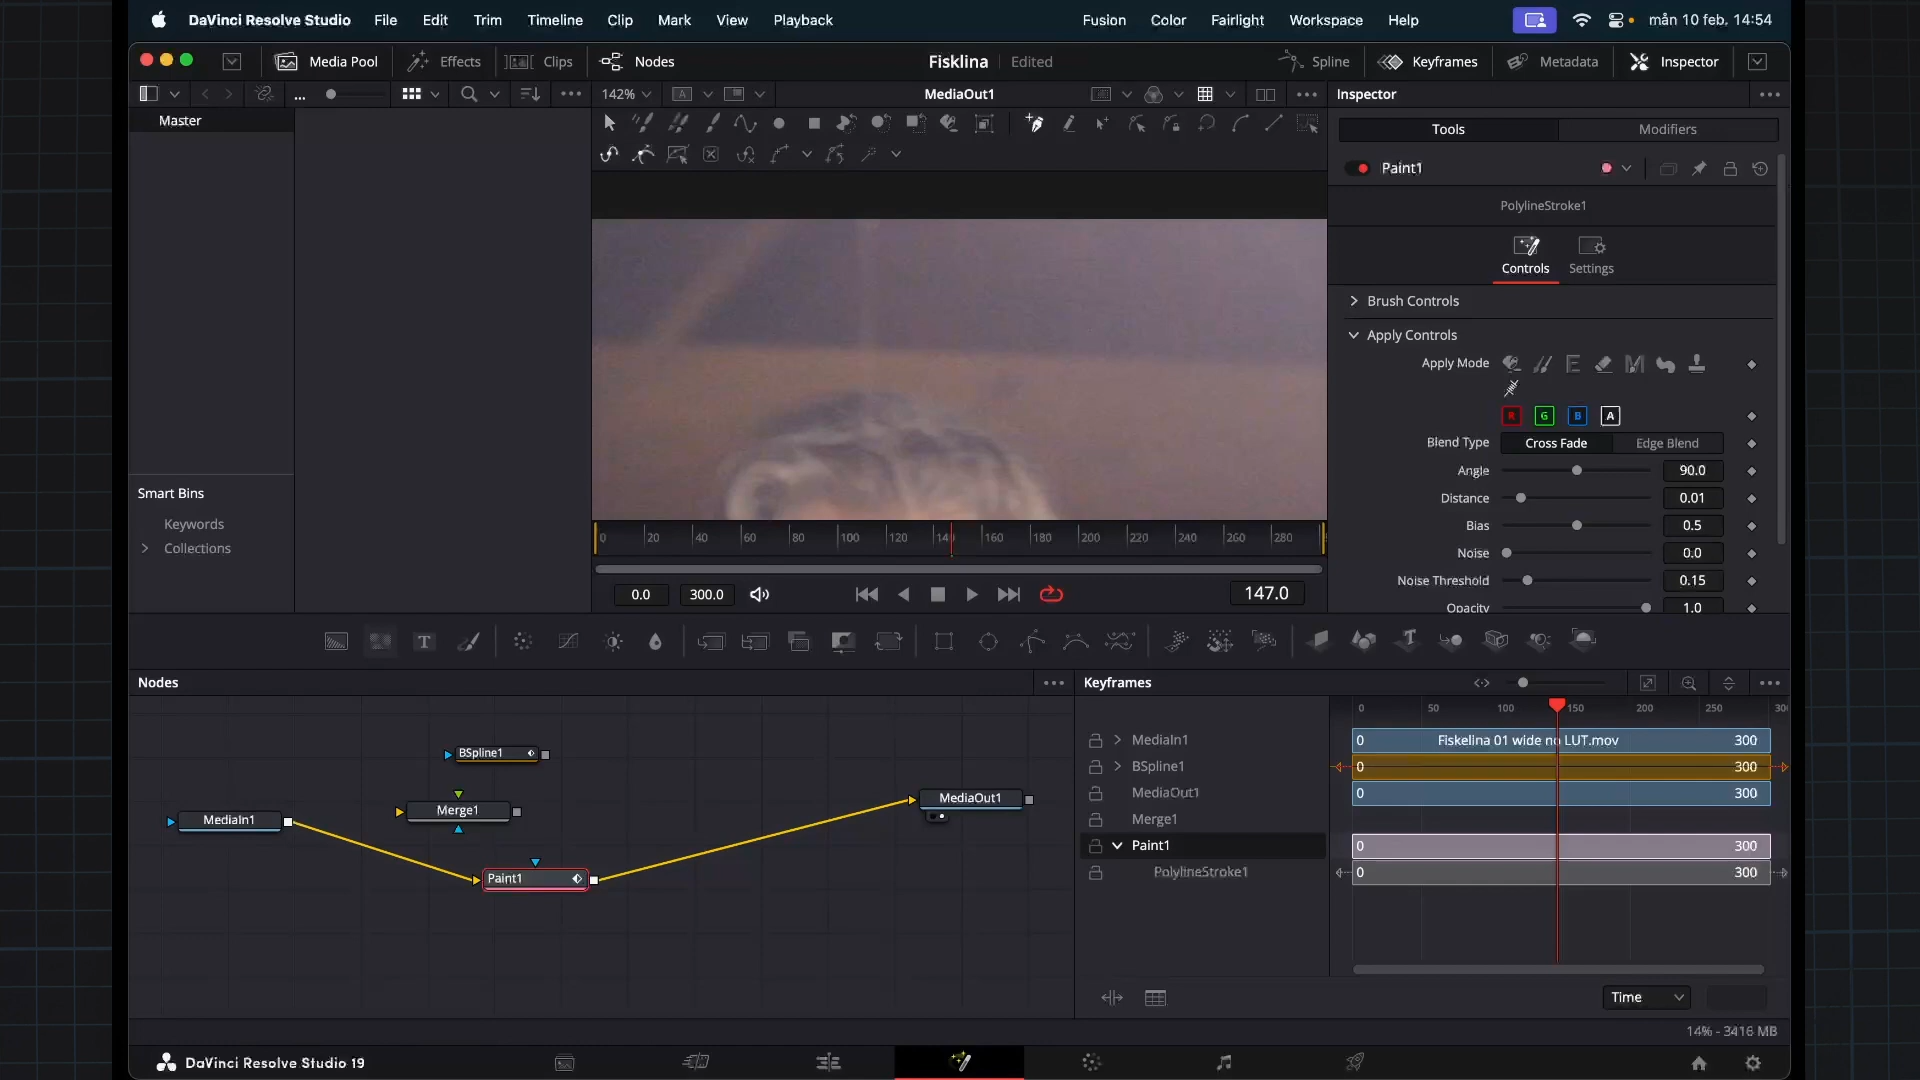 DaVinci Resolve Studio File Edit Trim Timeline Clip Mark View Playback Fusion Color Fairlight Workspace Help mån 10 feb. 14:54
Media Pool Effects Clips Nodes Fisklina Edited Spline Keyframes Metadata Inspector
... 142% A MediaOut1 Inspector
Master
Tools Modifiers
Paint1
PolylineStroke1
Controls Settings
Brush Controls
Apply Controls
Apply Mode
R G B A
Blend Type Cross Fade Edge Blend
Angle 90.0
Distance 0.01
Bias 0.5
Noise 0.0
Noise Threshold 0.15
Opacity 1.0
Smart Bins
Keywords
Collections
0 20 40 60 80 100 120 140 160 180 200 220 240 260 280
0.0 300.0 147.0
T
Nodes
Keyframes
0 50 100 150 200 250 300
BSpline1
Merge1
MediaIn1
MediaOut1
Paint1
MediaIn1 0 Fiskelina 01 wide no LUT.mov 300
BSpline1 0 300
MediaOut1 0 300
Merge1
Paint1 0 300
PolylineStroke1 0 300
Time
14% - 3416 MB
DaVinci Resolve Studio 19